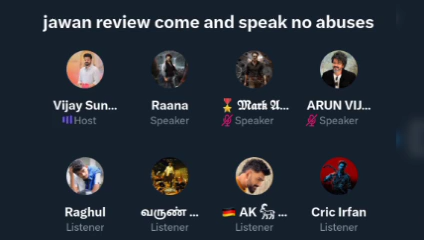 jawan review come and speak no abuses
Vijay Sun... Raana 🎖 𝕸𝖆𝖗𝖐 𝕬... ARUN VIJ...
Host Speaker Speaker Speaker
Raghul வருண் ... 🇩🇪 AK ... Cric Irfan
Listener Listener Listener Listener